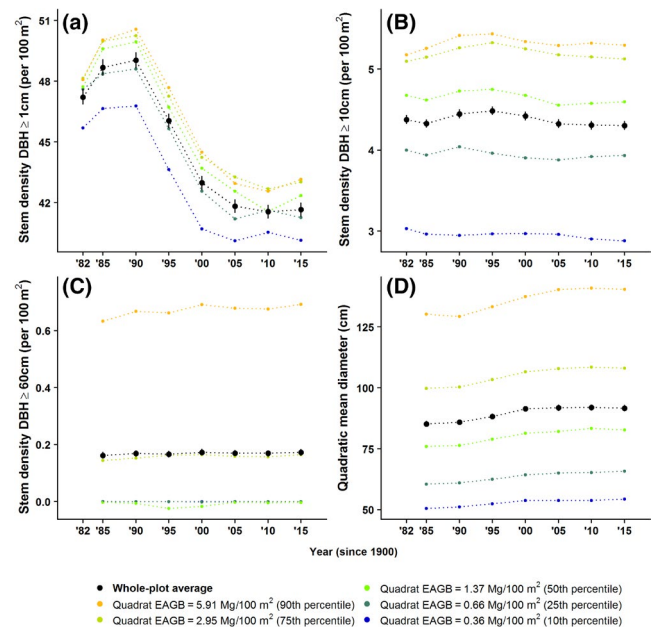 (a)
Stem density DBH ≥ 1cm (per 100 m²)
51
48
45
42
'82 '85 '90 '95 '00 '05 '10 '15
(B)
Stem density DBH ≥ 10cm (per 100 m²)
5
4
3
'82 '85 '90 '95 '00 '05 '10 '15
(C)
Stem density DBH ≥ 60cm (per 100 m²)
0.6
0.4
0.2
0.0
'82 '85 '90 '95 '00 '05 '10 '15
(D)
Quadratic mean diameter (cm)
125
100
75
50
'82 '85 '90 '95 '00 '05 '10 '15
Year (since 1900)
Whole-plot average
Quadrat EAGB = 5.91 Mg/100 m² (90th percentile)
Quadrat EAGB = 2.95 Mg/100 m² (75th percentile)
Quadrat EAGB = 1.37 Mg/100 m² (50th percentile)
Quadrat EAGB = 0.66 Mg/100 m² (25th percentile)
Quadrat EAGB = 0.36 Mg/100 m² (10th percentile)